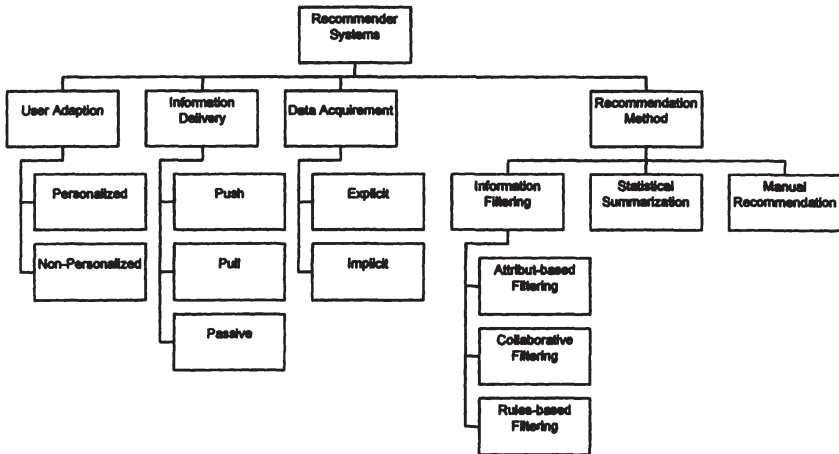 Recommender
Systems
User Adaption
Information
Delivery
Data Acquirement
Recommendation
Method
Personalized
Push
Explicit
Information
Filtering
Statistical
Summarization
Manual
Recommendation
Non-Personalized
Pull
Implicit
Attribut-based
Filtering
Passive
Collaborative
Filtering
Rules-based
Filtering